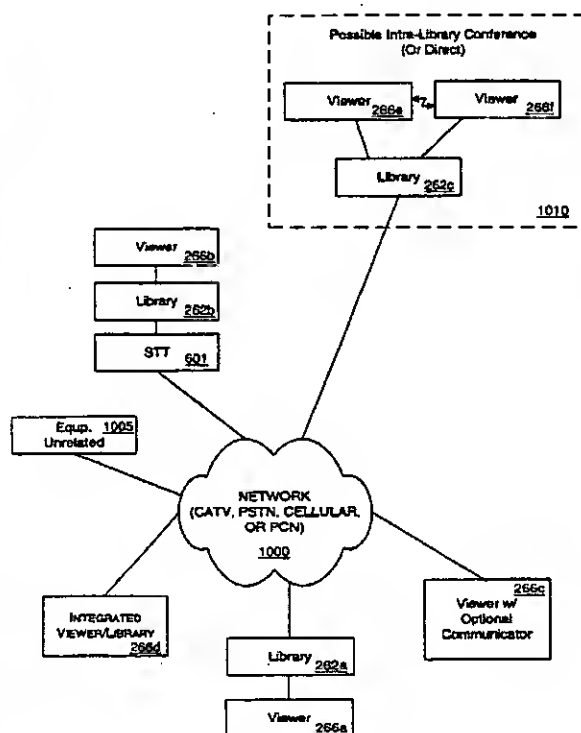 Possible Intra-Library Conference
(Or Direct)
Viewer
266e
Viewer
266f
Library
262c
1010
Viewer
266b
Library
262b
STT
601
Equp.
1005
Unrelated
NETWORK
(CATV, PSTN, CELLULAR,
OR PCN)
1000
INTEGRATED
VIEWER/LIBRARY
266d
266c
Viewer w/
Optional
Communicator
Library
262a
Viewer
266a